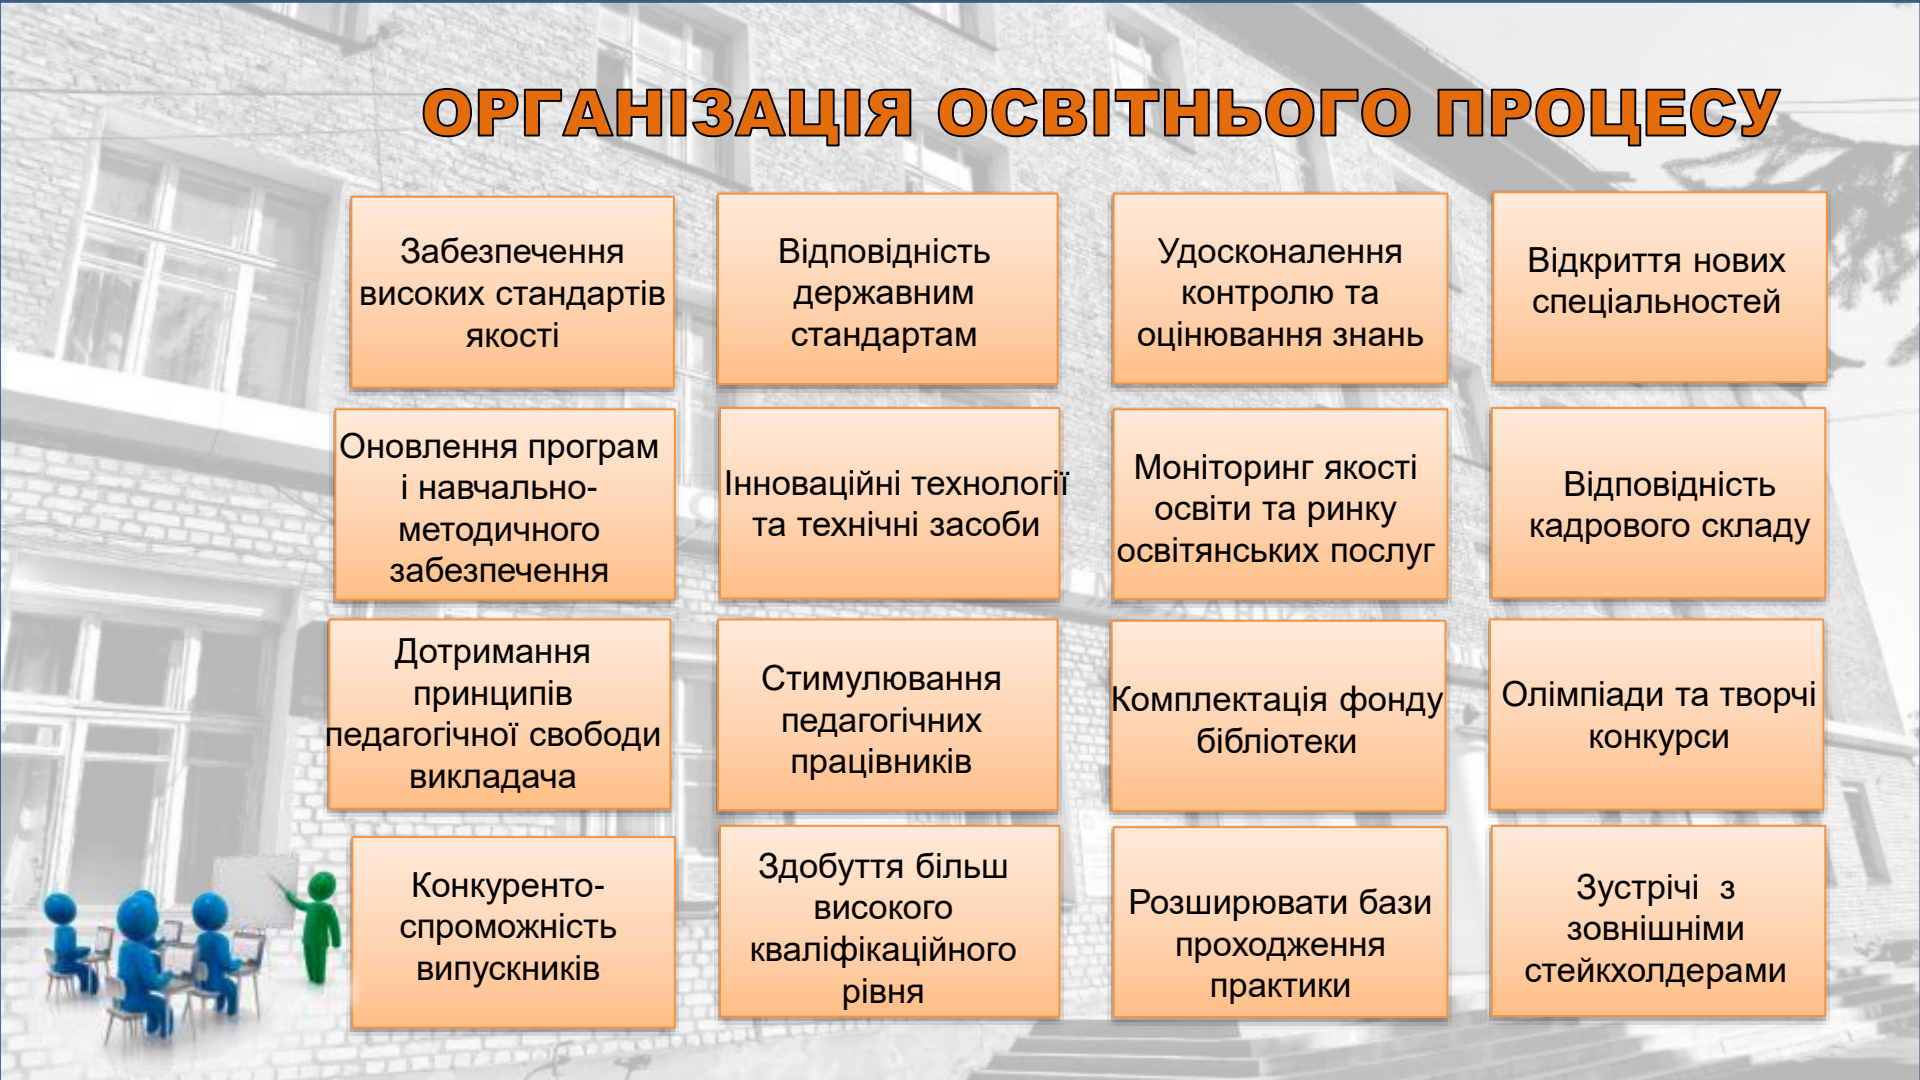 ОРГАНІЗАЦІЯ ОСВІТНЬОГО ПРОЦЕСУ
Забезпечення
високих стандартів
якості
Відповідність
державним
стандартам
Удосконалення
контролю та
оцінювання знань
Відкриття нових
спеціальностей
Оновлення програм
і навчально-
методичного
забезпечення
Інноваційні технології
та технічні засоби
Моніторинг якості
освіти та ринку
освітянських послуг
Відповідність
кадрового складу
Дотримання
принципів
педагогічної свободи
викладача
Стимулювання
педагогічних
працівників
Комплектація фонду
бібліотеки
Олімпіади та творчі
конкурси
Конкуренто-
спроможність
випускників
Здобуття більш
високого
кваліфікаційного
рівня
Розширювати бази
проходження
практики
Зустрічі  з
зовнішніми
стейкхолдерами